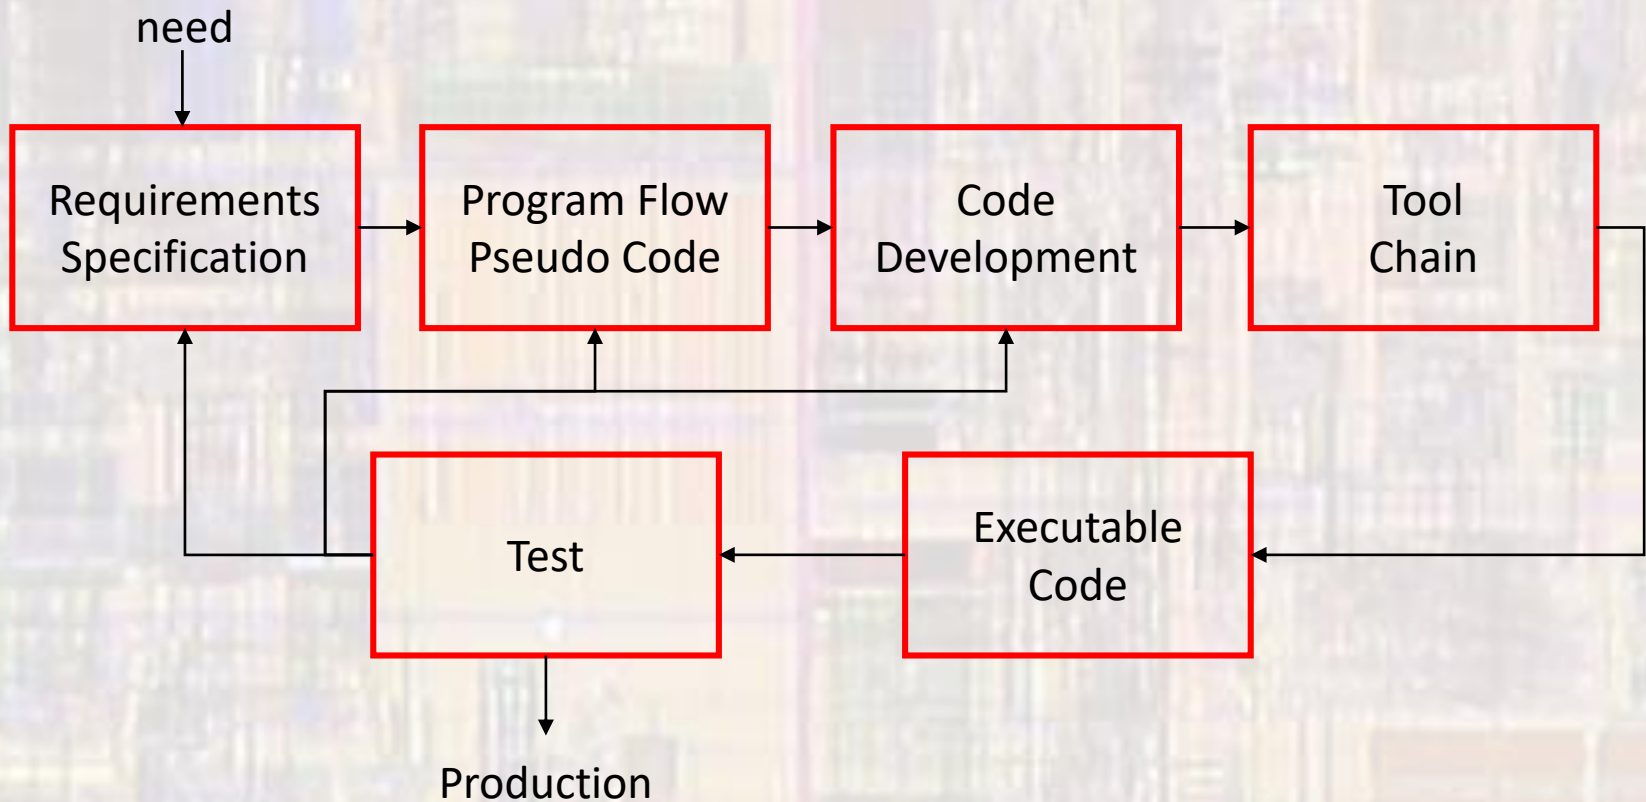 need
Requirements
Specification
Program Flow
Pseudo Code
Code
Development
Tool
Chain
Test
Executable
Code
Production